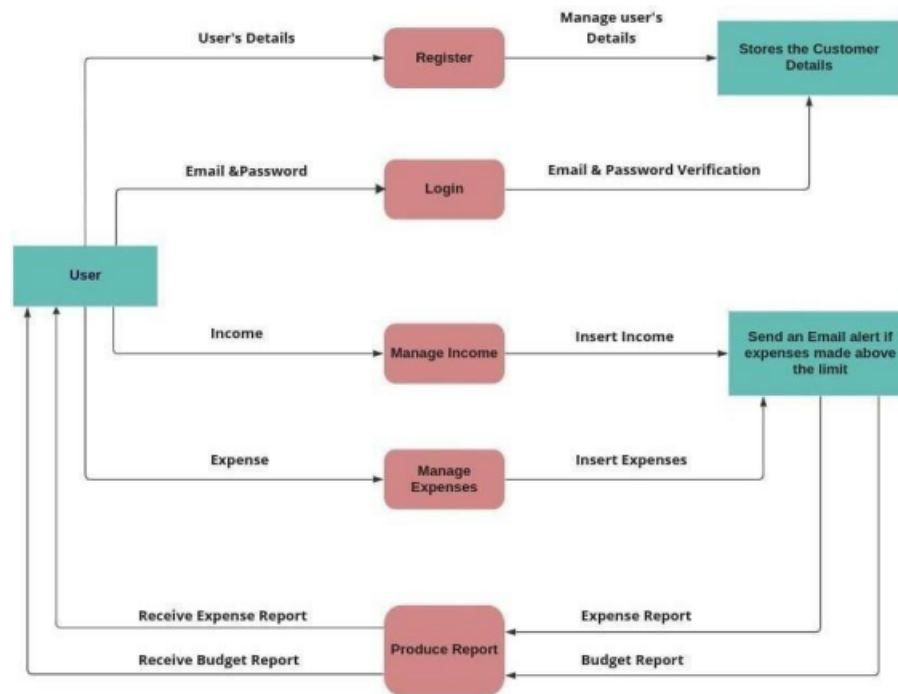 User's Details
Register
Manage user's
Details
Stores the Customer
Details
Email &Password
Login
Email & Password Verification
User
Income
Manage Income
Insert Income
Send an Email alert if
expenses made above
the limit
Expense
Manage
Expenses
Insert Expenses
Receive Expense Report
Produce Report
Expense Report
Receive Budget Report
Budget Report